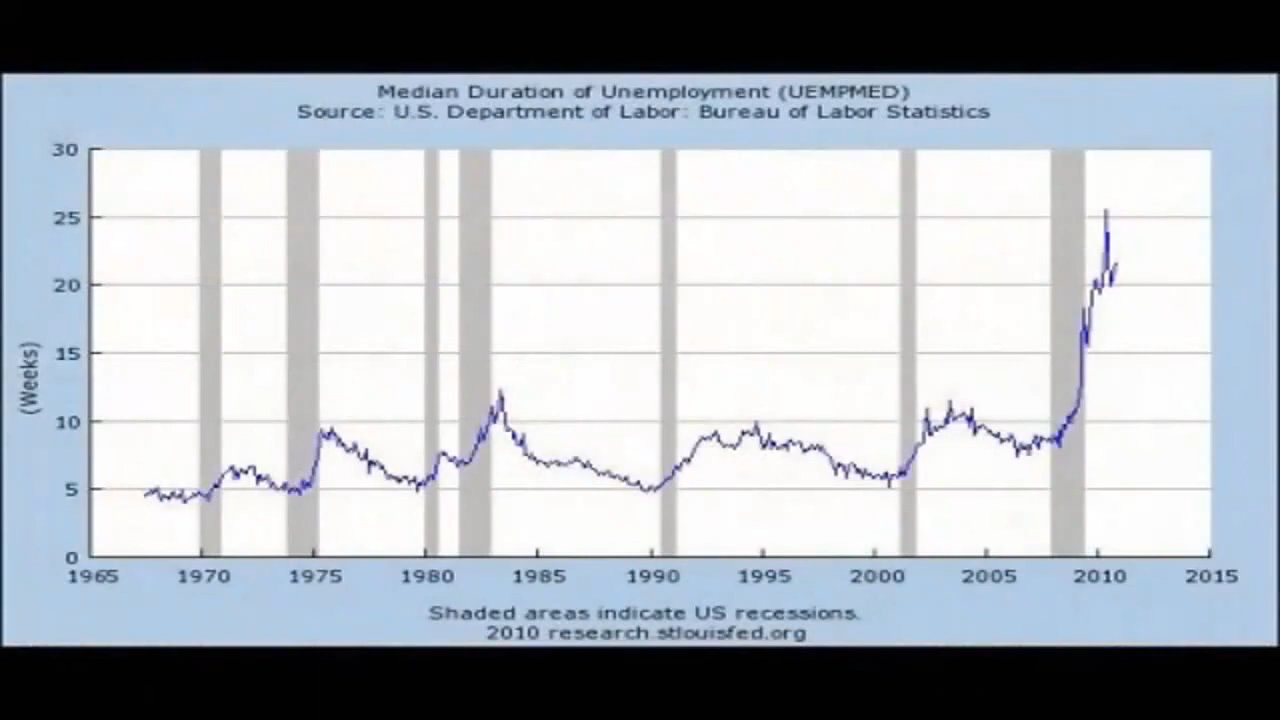 Median Duration of Unemployment (UEMPMED)
Source: U.S. Department of Labor: Bureau of Labor Statistics
30
25
20
15
10
5
0
(Weeks)
1965 1970 1975 1980 1985 1990 1995 2000 2005 2010 2015
Shaded areas indicate US recessions.
2010 research.stlouisfed.org